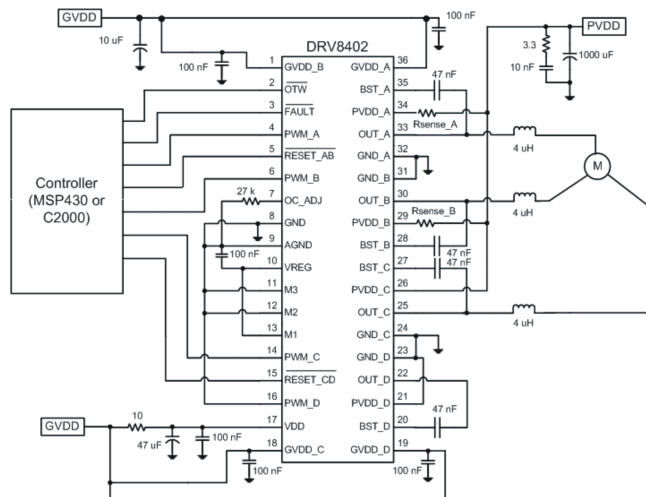 GVDD
10 uF
100 nF
100 nF
DRV8402
PVDD
3.3
10 nF
1000 uF
1 GVDD_B GVDD_A 36
2 OTW BST_A 35
47 nF
3 FAULT PVDD_A 34
Rsense_A
4 PWM_A OUT_A 33
5 RESET_AB GND_A 32
4 uH
M
6 PWM_B GND_B 31
Controller
(MSP430 or
C2000)
27 k
7 OC_ADJ OUT_B 30
4 uH
8 GND PVDD_B 29
Rsense_B
9 AGND BST_B 28
47 nF
100 nF
10 VREG BST_C 27
47 nF
11 M3 PVDD_C 26
12 M2 OUT_C 25
4 uH
13 M1 GND_C 24
14 PWM_C GND_D 23
15 RESET_CD OUT_D 22
16 PWM_D PVDD_D 21
47 nF
GVDD
10
47 uF
100 nF
17 VDD BST_D 20
18 GVDD_C GVDD_D 19
100 nF
100 nF